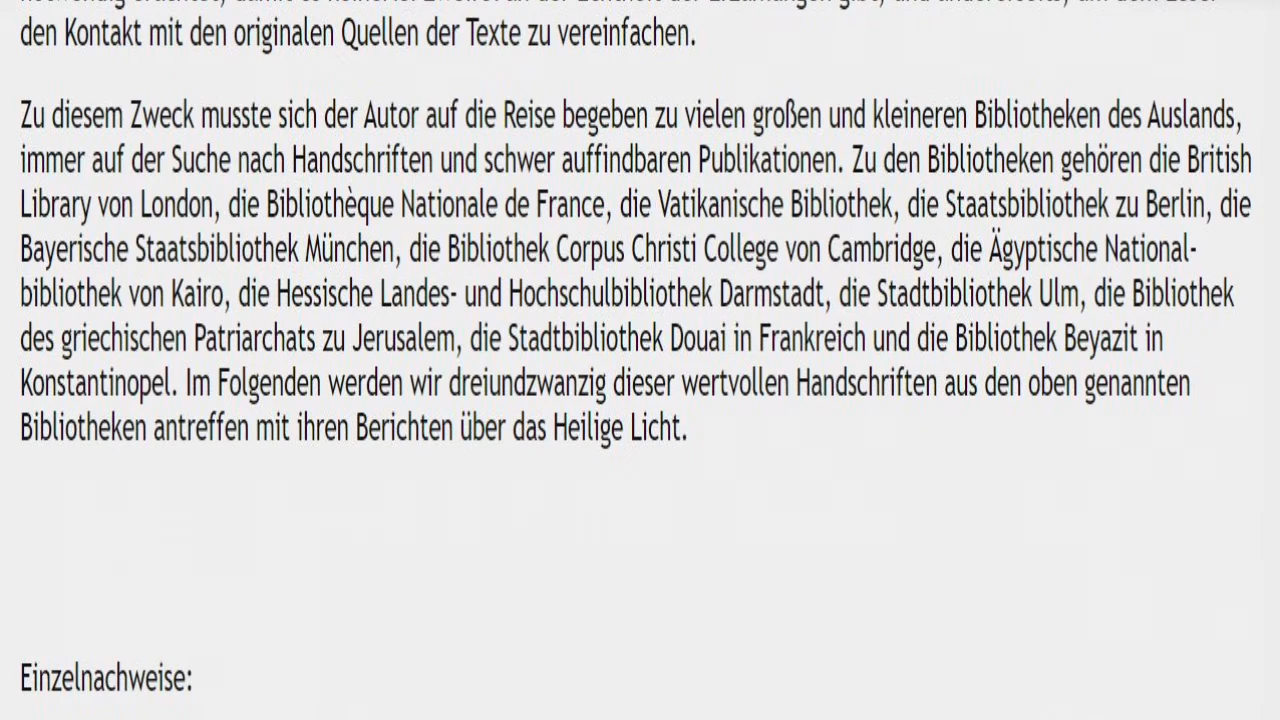 den Kontakt mit den originalen Quellen der Texte zu vereinfachen.
Zu diesem Zweck musste sich der Autor auf die Reise begeben zu vielen großen und kleineren Bibliotheken des Auslands,
immer auf der Suche nach Handschriften und schwer auffindbaren Publikationen. Zu den Bibliotheken gehören die British
Library von London, die Bibliothèque Nationale de France, die Vatikanische Bibliothek, die Staatsbibliothek zu Berlin, die
Bayerische Staatsbibliothek München, die Bibliothek Corpus Christi College von Cambridge, die Ägyptische National-
bibliothek von Kairo, die Hessische Landes- und Hochschulbibliothek Darmstadt, die Stadtbibliothek Ulm, die Bibliothek
des griechischen Patriarchats zu Jerusalem, die Stadtbibliothek Douai in Frankreich und die Bibliothek Beyazit in
Konstantinopel. Im Folgenden werden wir dreiundzwanzig dieser wertvollen Handschriften aus den oben genannten
Bibliotheken antreffen mit ihren Berichten über das Heilige Licht.
Einzelnachweise: